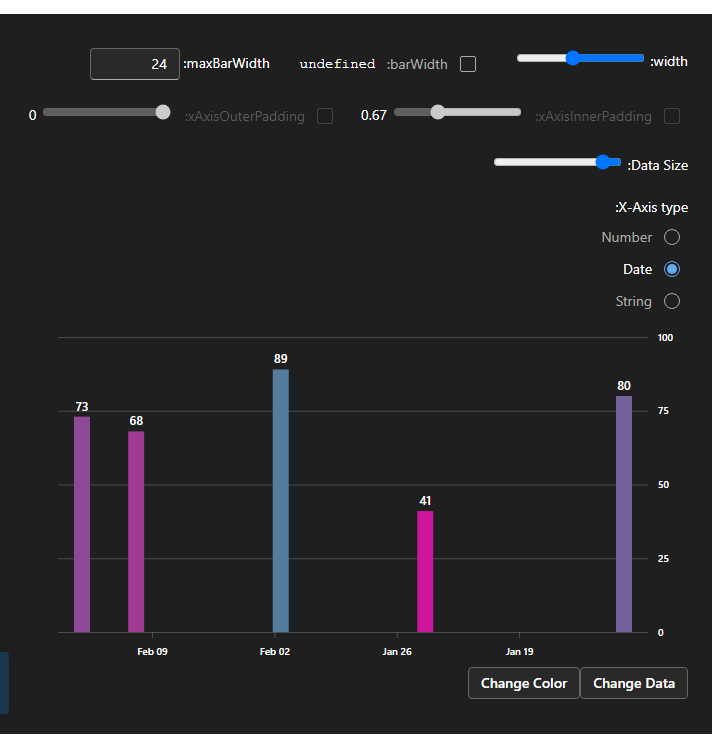 width:
barWidth: undefined
maxBarWidth: 24
xAxisInnerPadding: 0.67
xAxisOuterPadding: 0
Data Size:
X-Axis type:
Number
Date
String
100
75
50
25
0
73
68
89
41
80
Feb 09
Feb 02
Jan 26
Jan 19
Change Color
Change Data